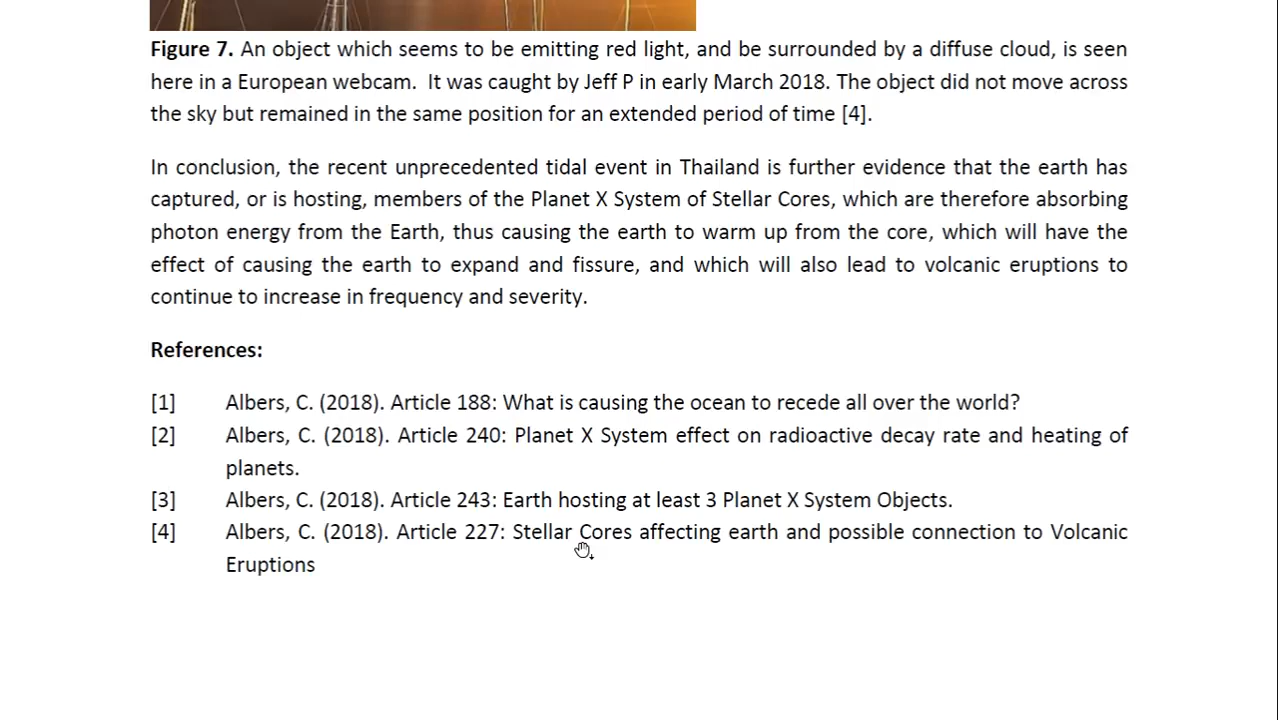 Figure 7. An object which seems to be emitting red light, and be surrounded by a diffuse cloud, is seen
here in a European webcam.  It was caught by Jeff P in early March 2018. The object did not move across
the sky but remained in the same position for an extended period of time [4].
In conclusion, the recent unprecedented tidal event in Thailand is further evidence that the earth has
captured, or is hosting, members of the Planet X System of Stellar Cores, which are therefore absorbing
photon energy from the Earth, thus causing the earth to warm up from the core, which will have the
effect of causing the earth to expand and fissure, and which will also lead to volcanic eruptions to
continue to increase in frequency and severity.
References:
[1] Albers, C. (2018). Article 188: What is causing the ocean to recede all over the world?
[2] Albers, C. (2018). Article 240: Planet X System effect on radioactive decay rate and heating of
planets.
[3] Albers, C. (2018). Article 243: Earth hosting at least 3 Planet X System Objects.
[4] Albers, C. (2018). Article 227: Stellar Cores affecting earth and possible connection to Volcanic
Eruptions